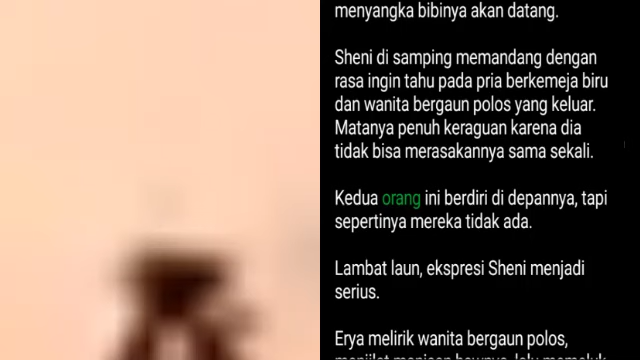 menyangka bibinya akan datang.
Sheni di samping memandang dengan
rasa ingin tahu pada pria berkemeja biru
dan wanita bergaun polos yang keluar.
Matanya penuh keraguan karena dia
tidak bisa merasakannya sama sekali.
Kedua orang ini berdiri di depannya, tapi
sepertinya mereka tidak ada.
Lambat laun, ekspresi Sheni menjadi
serius.
Erya melirik wanita bergaun polos,